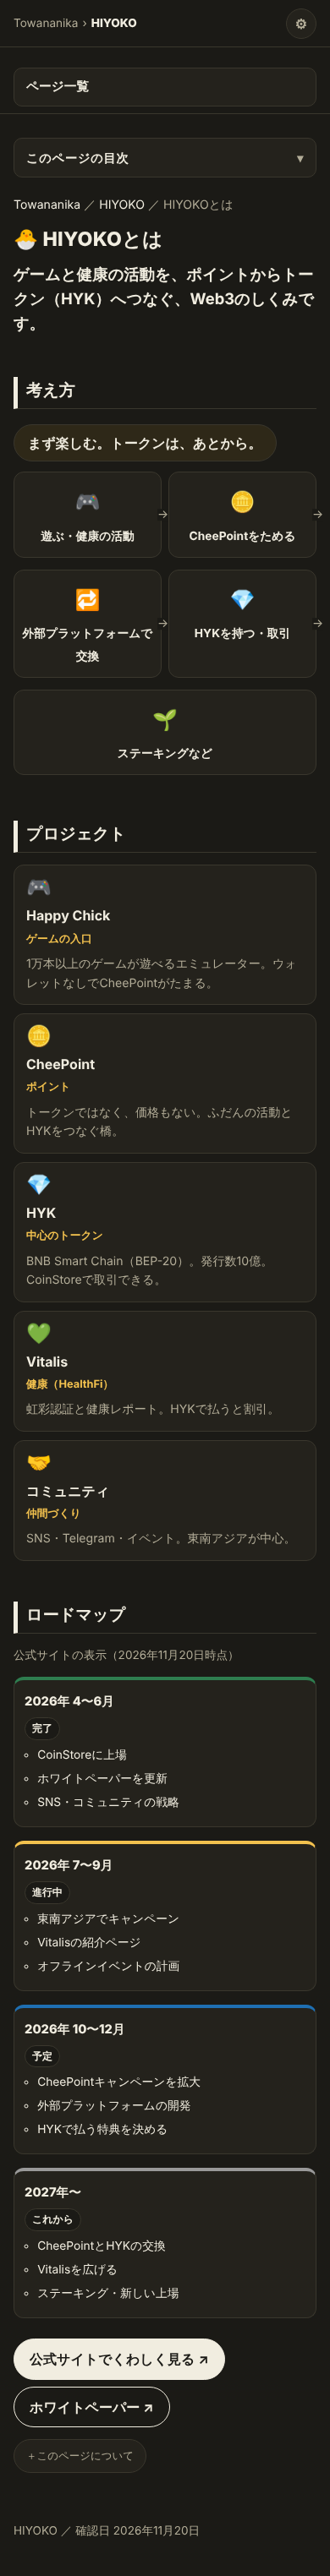 Towananika › HIYOKO
ページ一覧
このページの目次
Towananika ／ HIYOKO ／ HIYOKOとは
🐣 HIYOKOとは
ゲームと健康の活動を、ポイントからトー
クン（HYK）へつなぐ、Web3のしくみで
す。
考え方
まず楽しむ。トークンは、あとから。
遊ぶ・健康の活動 →
CheePointをためる →
外部プラットフォームで
交換 →
HYKを持つ・取引 →
ステーキングなど
プロジェクト
Happy Chick
ゲームの入口
1万本以上のゲームが遊べるエミュレーター。ウォ
レットなしでCheePointがたまる。
CheePoint
ポイント
トークンではなく、価格もない。ふだんの活動と
HYKをつなぐ橋。
HYK
中心のトークン
BNB Smart Chain（BEP-20）。発行数10億。
CoinStoreで取引できる。
Vitalis
健康（HealthFi）
虹彩認証と健康レポート。HYKで払うと割引。
コミュニティ
仲間づくり
SNS・Telegram・イベント。東南アジアが中心。
ロードマップ
公式サイトの表示（2026年11月20日時点）
2026年 4〜6月
完了
CoinStoreに上場
ホワイトペーパーを更新
SNS・コミュニティの戦略
2026年 7〜9月
進行中
東南アジアでキャンペーン
Vitalisの紹介ページ
オフラインイベントの計画
2026年 10〜12月
予定
CheePointキャンペーンを拡大
外部プラットフォームの開発
HYKで払う特典を決める
2027年〜
これから
CheePointとHYKの交換
Vitalisを広げる
ステーキング・新しい上場
公式サイトでくわしく見る ↗
ホワイトペーパー ↗
＋このページについて
HIYOKO ／ 確認日 2026年11月20日